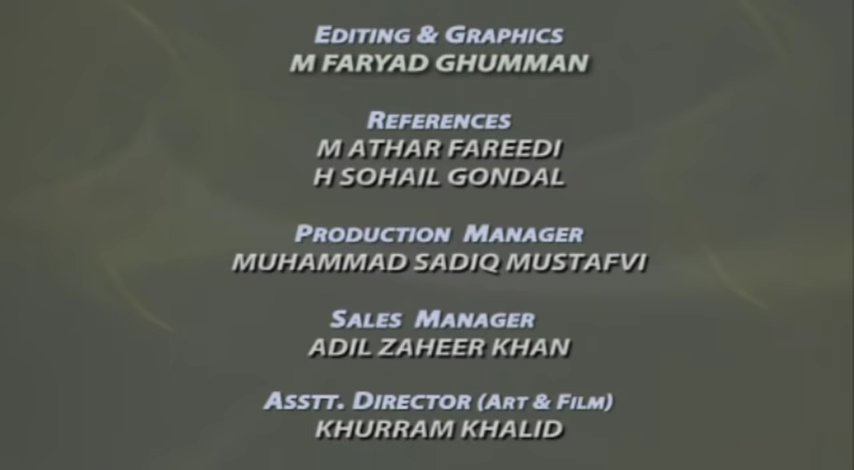 EDITING & GRAPHICS
M FARYAD GHUMMAN
REFERENCES
M ATHAR FAREEDI
H SOHAIL GONDAL
PRODUCTION MANAGER
MUHAMMAD SADIQ MUSTAFVI
SALES MANAGER
ADIL ZAHEER KHAN
ASSTT. DIRECTOR (ART & FILM)
KHURRAM KHALID